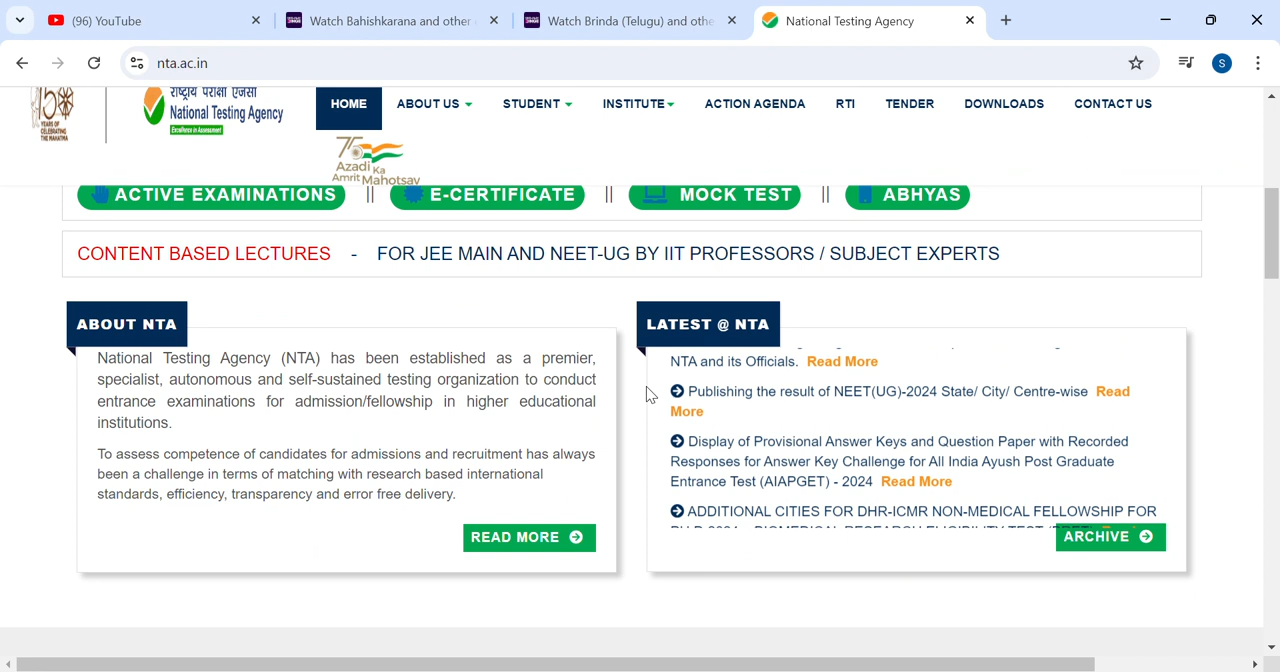 (96) YouTube
Watch Bahishkarana and other
Watch Brinda (Telugu) and othe
National Testing Agency
nta.ac.in
S
राष्ट्रीय परीक्षा एजेंसी
National Testing Agency
Excellence in Assessment
YEARS OF
CELEBRATING
THE MAHATMA
HOME
ABOUT US
STUDENT
INSTITUTE
ACTION AGENDA
RTI
TENDER
DOWNLOADS
CONTACT US
75
Azadi Ka
Amrit Mahotsav
ACTIVE EXAMINATIONS || E-CERTIFICATE || MOCK TEST || ABHYAS
CONTENT BASED LECTURES - FOR JEE MAIN AND NEET-UG BY IIT PROFESSORS / SUBJECT EXPERTS
ABOUT NTA
National Testing Agency (NTA) has been established as a premier,
specialist, autonomous and self-sustained testing organization to conduct
entrance examinations for admission/fellowship in higher educational
institutions.
To assess competence of candidates for admissions and recruitment has always
been a challenge in terms of matching with research based international
standards, efficiency, transparency and error free delivery.
READ MORE
LATEST @ NTA
NTA and its Officials. Read More
Publishing the result of NEET(UG)-2024 State/ City/ Centre-wise Read
More
Display of Provisional Answer Keys and Question Paper with Recorded
Responses for Answer Key Challenge for All India Ayush Post Graduate
Entrance Test (AIAPGET) - 2024 Read More
ADDITIONAL CITIES FOR DHR-ICMR NON-MEDICAL FELLOWSHIP FOR
ARCHIVE